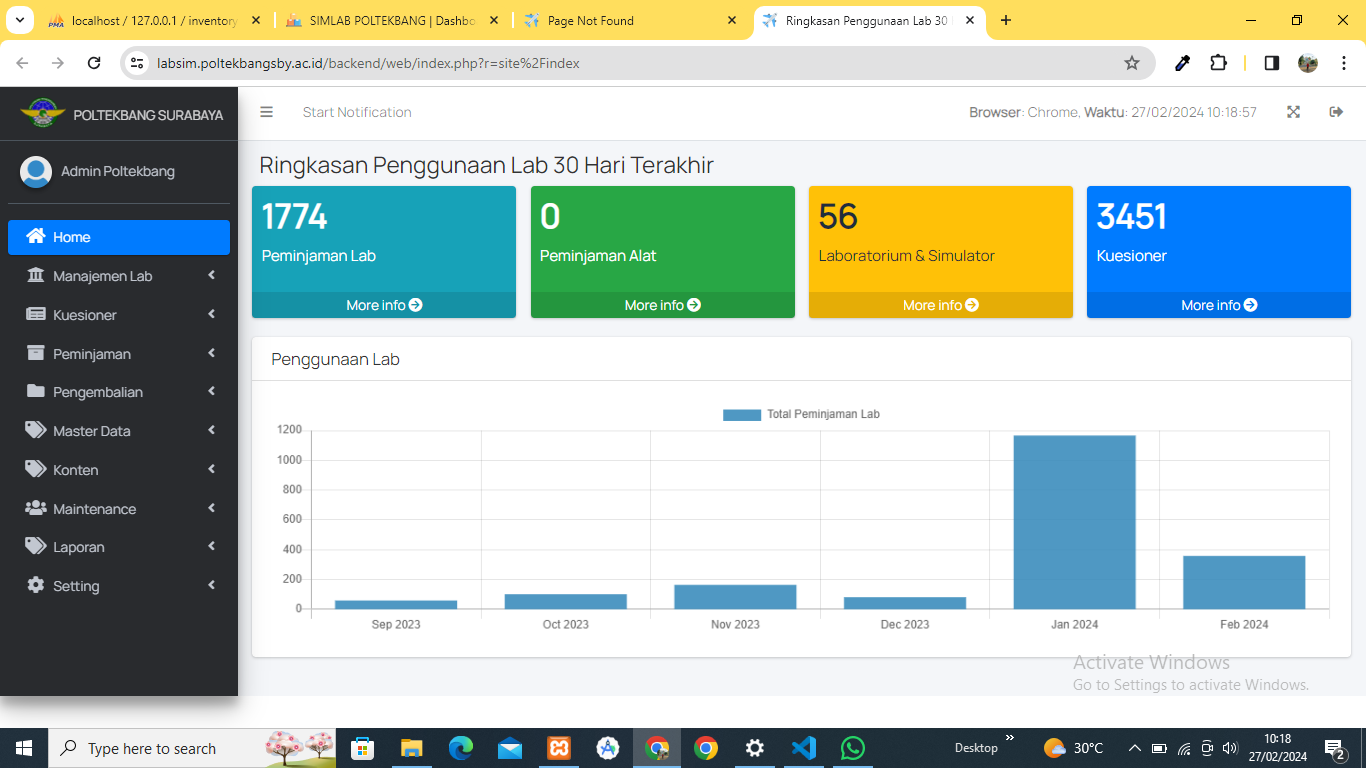 localhost / 127.0.0.1 / inventory
SIMLAB POLTEKBANG | Dashbo
Page Not Found
Ringkasan Penggunaan Lab 30
labsim.poltekbangsby.ac.id/backend/web/index.php?r=site%2Findex
POLTEKBANG SURABAYA
Start Notification
Browser: Chrome, Waktu: 27/02/2024 10:18:57
Admin Poltekbang
Home
Manajemen Lab
Kuesioner
Peminjaman
Pengembalian
Master Data
Konten
Maintenance
Laporan
Setting
Ringkasan Penggunaan Lab 30 Hari Terakhir
1774
Peminjaman Lab
More info
0
Peminjaman Alat
More info
56
Laboratorium & Simulator
More info
3451
Kuesioner
More info
Penggunaan Lab
Total Peminjaman Lab
1200
1000
800
600
400
200
0
Sep 2023 Oct 2023 Nov 2023 Dec 2023 Jan 2024 Feb 2024
Activate Windows
Go to Settings to activate Windows.
Type here to search
Desktop
30°C
10:18
27/02/2024
2